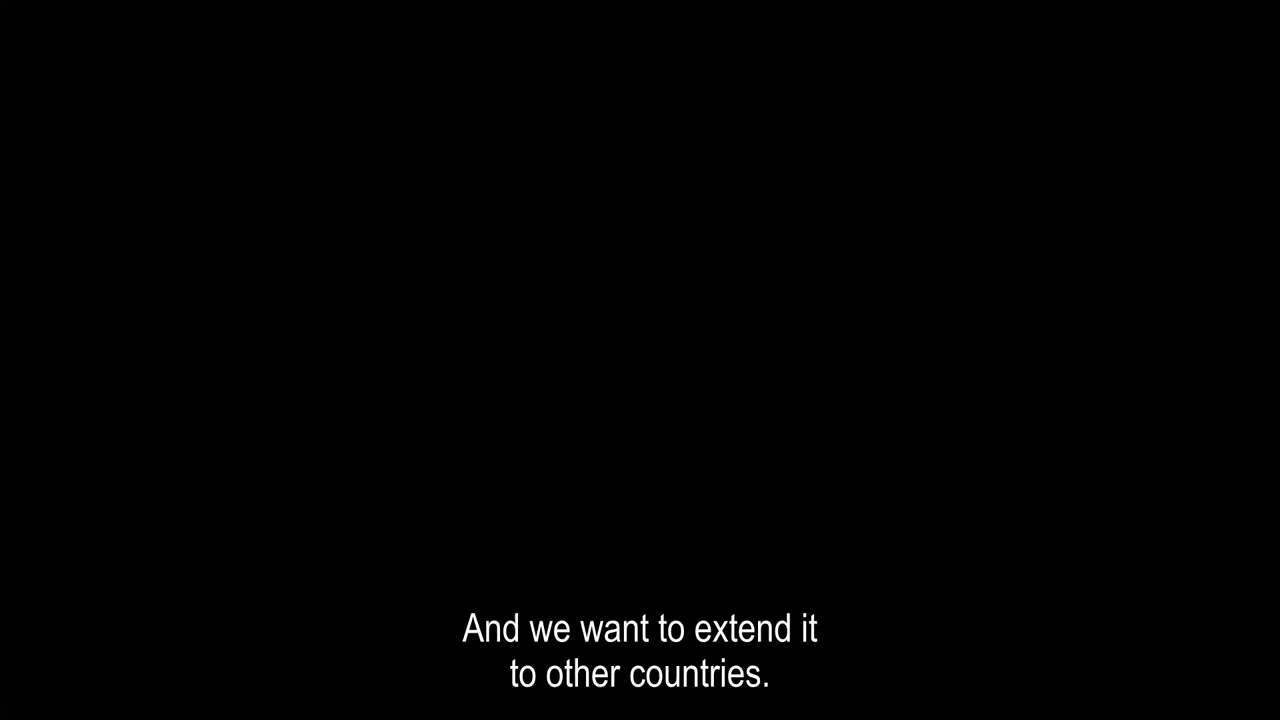 And we want to extend it
to other countries.